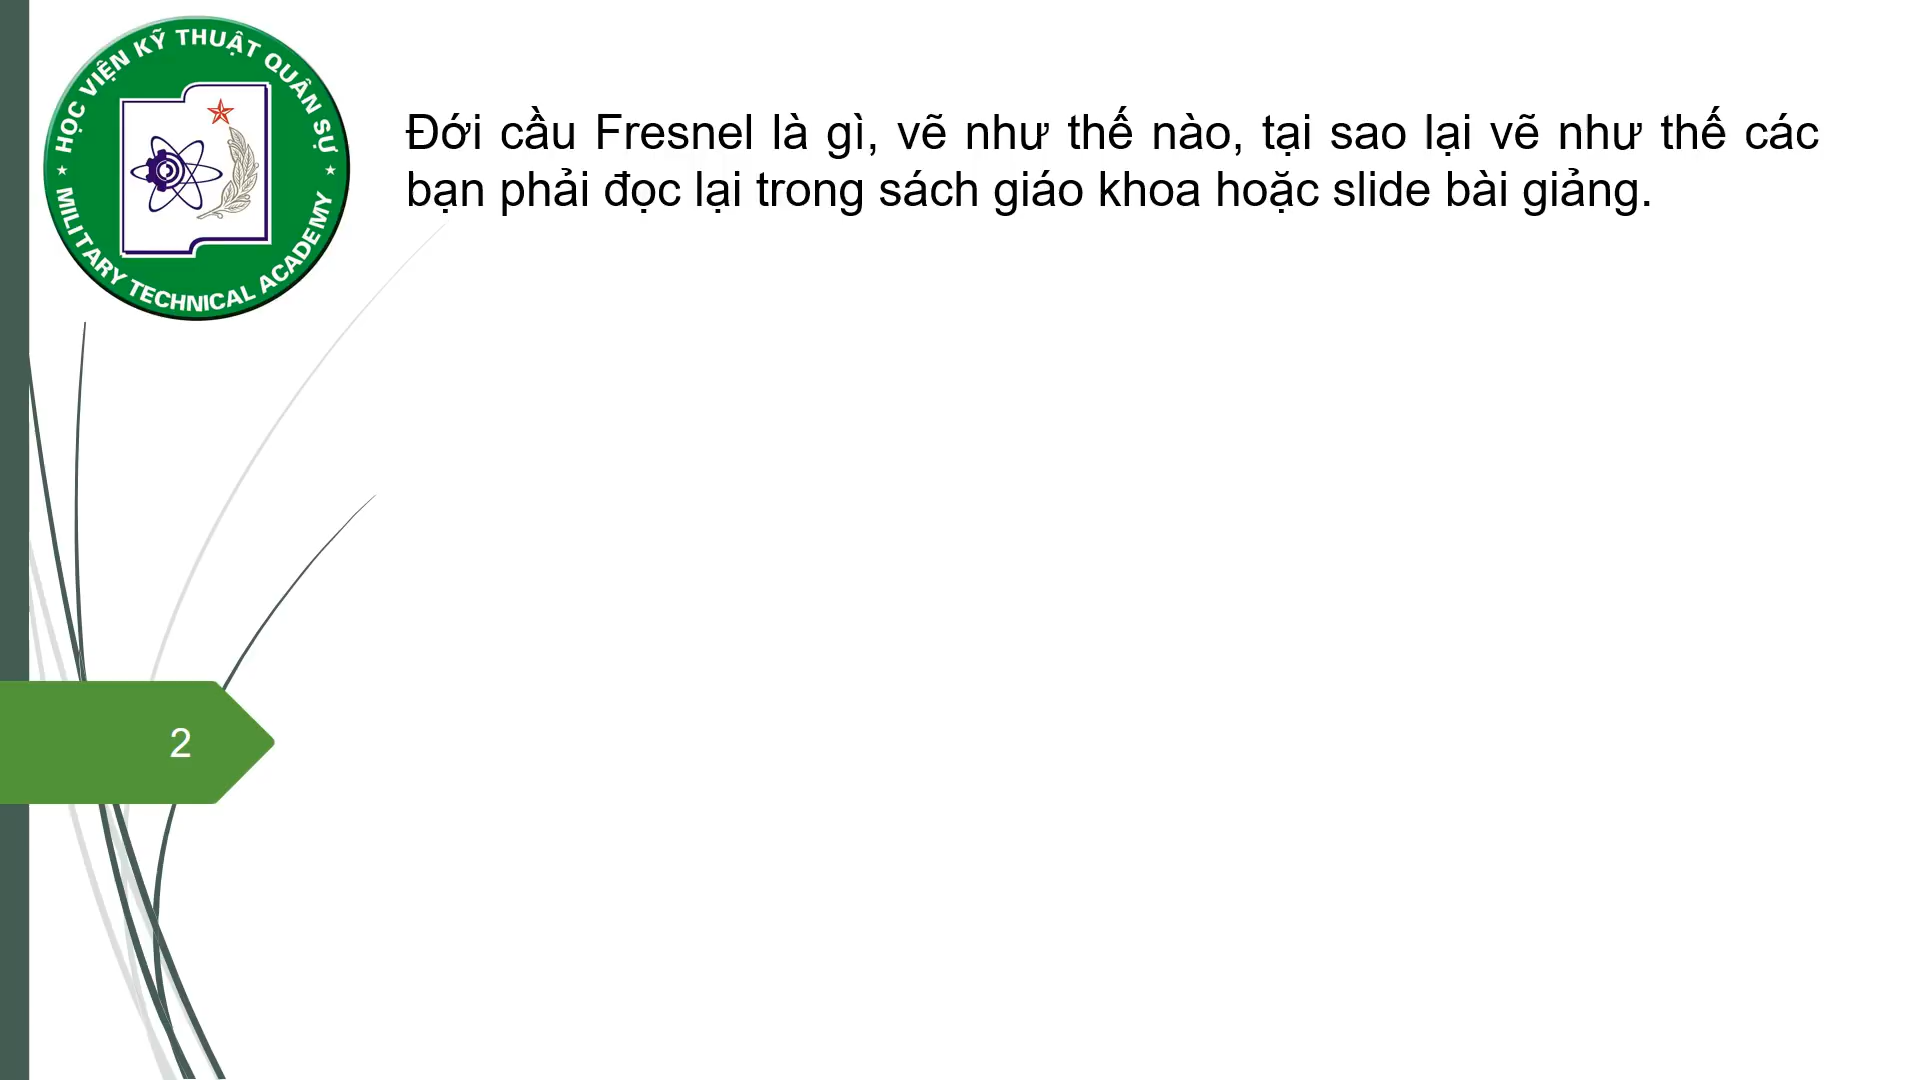 HỌC VIỆN KỸ THUẬT QUÂN SỰ
MILITARY TECHNICAL ACADEMY
Đới cầu Fresnel là gì, vẽ như thế nào, tại sao lại vẽ như thế các
bạn phải đọc lại trong sách giáo khoa hoặc slide bài giảng.
2